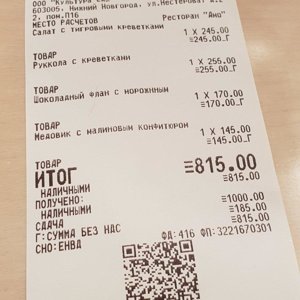 ООО "Культура
603005, Нижний Новгород, ул.Нестерова д.2
2, пом.П16
МЕСТО РАСЧЕТОВ Ресторан "Амо"
Салат с тигровыми креветками
1 X 245.00
≡245.00_Г
ТОВАР
Руккола с креветками
1 X 255.00
≡255.00_Г
ТОВАР
Шоколадный флан с мороженым
1 X 170.00
≡170.00_Г
ТОВАР
Медовик с малиновым конфитюром
1 X 145.00
≡145.00_Г
ТОВАР
ИТОГ ≡815.00
НАЛИЧНЫМИ ≡815.00
ПОЛУЧЕНО:
НАЛИЧНЫМИ ≡1000.00
СДАЧА ≡185.00
Г:СУММА БЕЗ НДС ≡815.00
СНО:ЕНВД ФД:416 ФП:3221670301